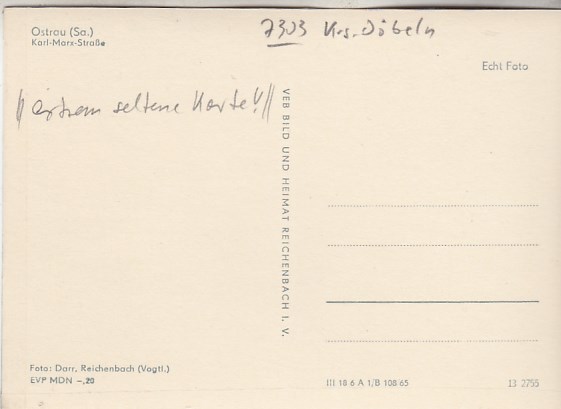 Ostrau (Sa.)
Karl-Marx-Straße
7303 Krs. Döbeln
Echt Foto
// extrem seltene Karte!! //
VEB BILD UND HEIMAT REICHENBACH I. V.
Foto: Darr, Reichenbach (Vogtl.)
EVP MDN –,20
III 18 6 A 1/B 108/65
13 2755